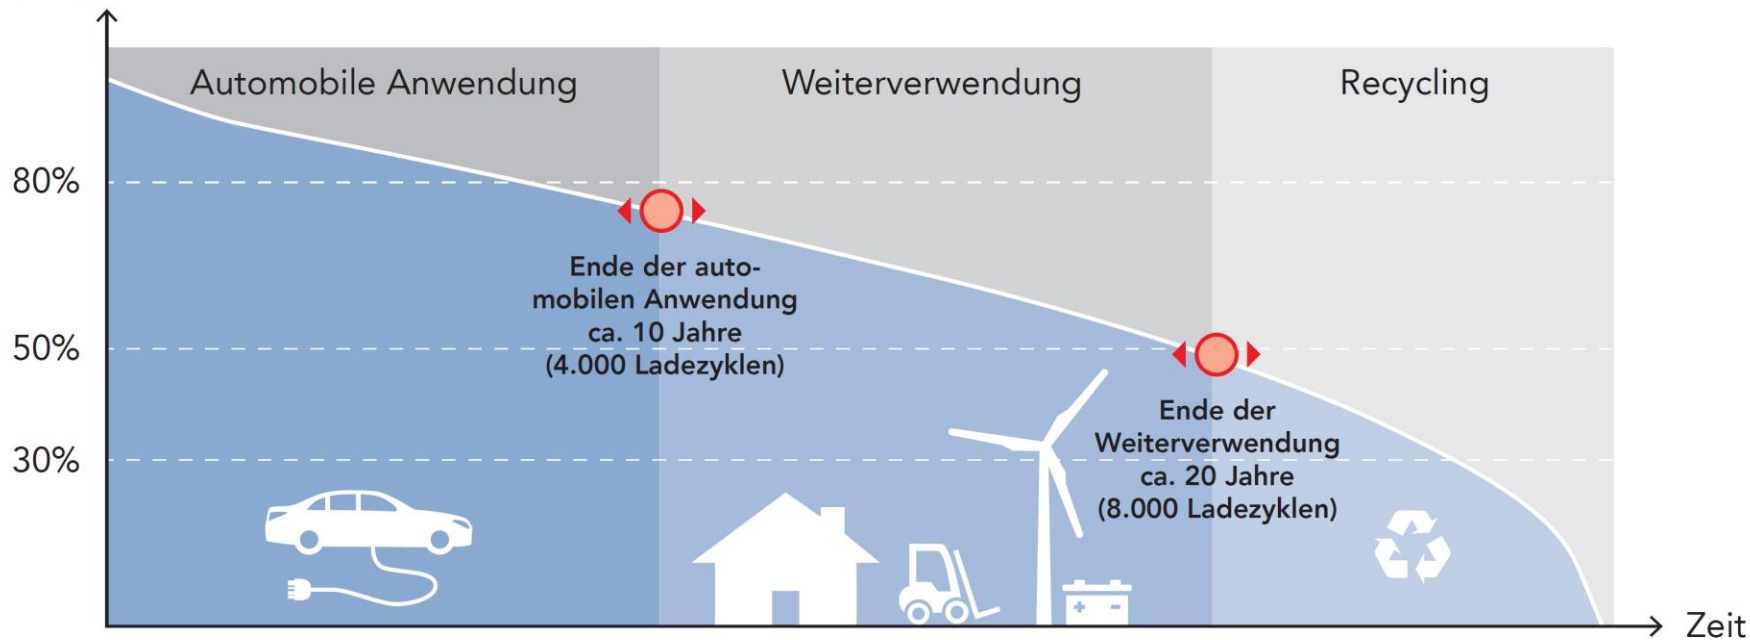 Automobile Anwendung
Weiterverwendung
Recycling
80%
50%
30%
Ende der auto-
mobilen Anwendung
ca. 10 Jahre
(4.000 Ladezyklen)
Ende der
Weiterverwendung
ca. 20 Jahre
(8.000 Ladezyklen)
Zeit